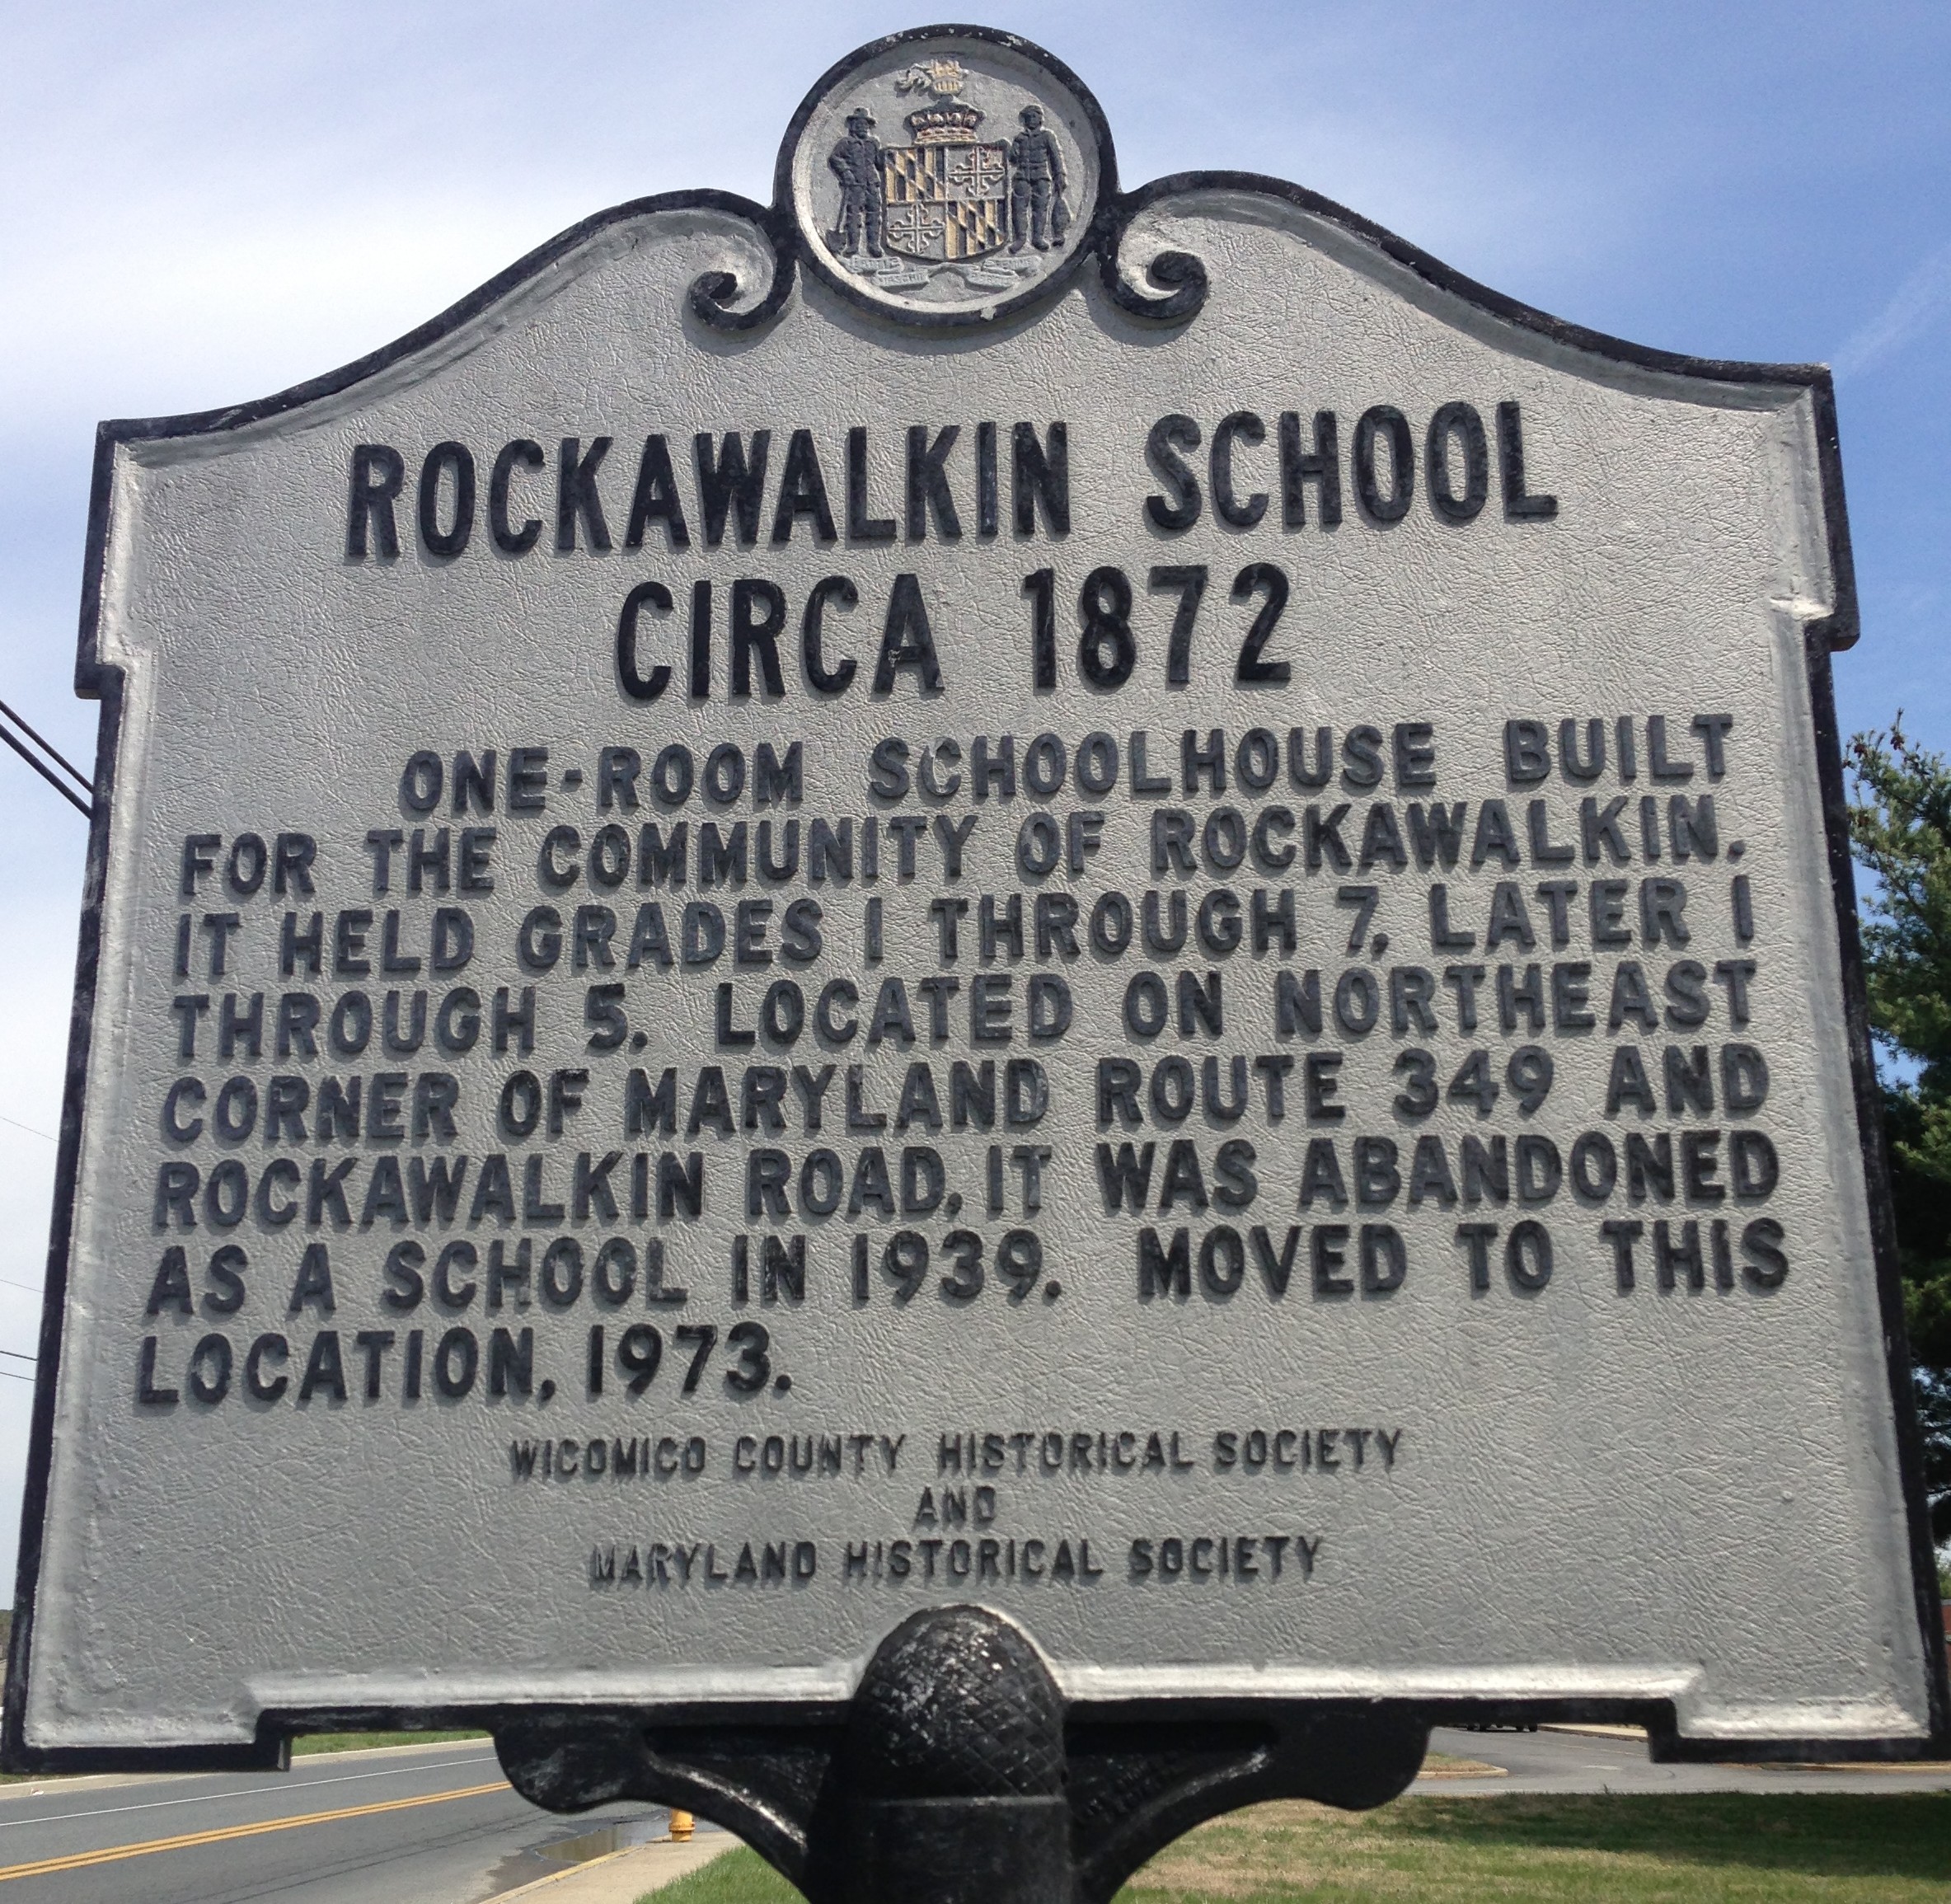 ROCKAWALKIN SCHOOL
CIRCA 1872
ONE-ROOM SCHOOLHOUSE BUILT
FOR THE COMMUNITY OF ROCKAWALKIN.
IT HELD GRADES 1 THROUGH 7, LATER 1
THROUGH 5. LOCATED ON NORTHEAST
CORNER OF MARYLAND ROUTE 349 AND
ROCKAWALKIN ROAD, IT WAS ABANDONED
AS A SCHOOL IN 1939. MOVED TO THIS
LOCATION, 1973.
WICOMICO COUNTY HISTORICAL SOCIETY
AND
MARYLAND HISTORICAL SOCIETY